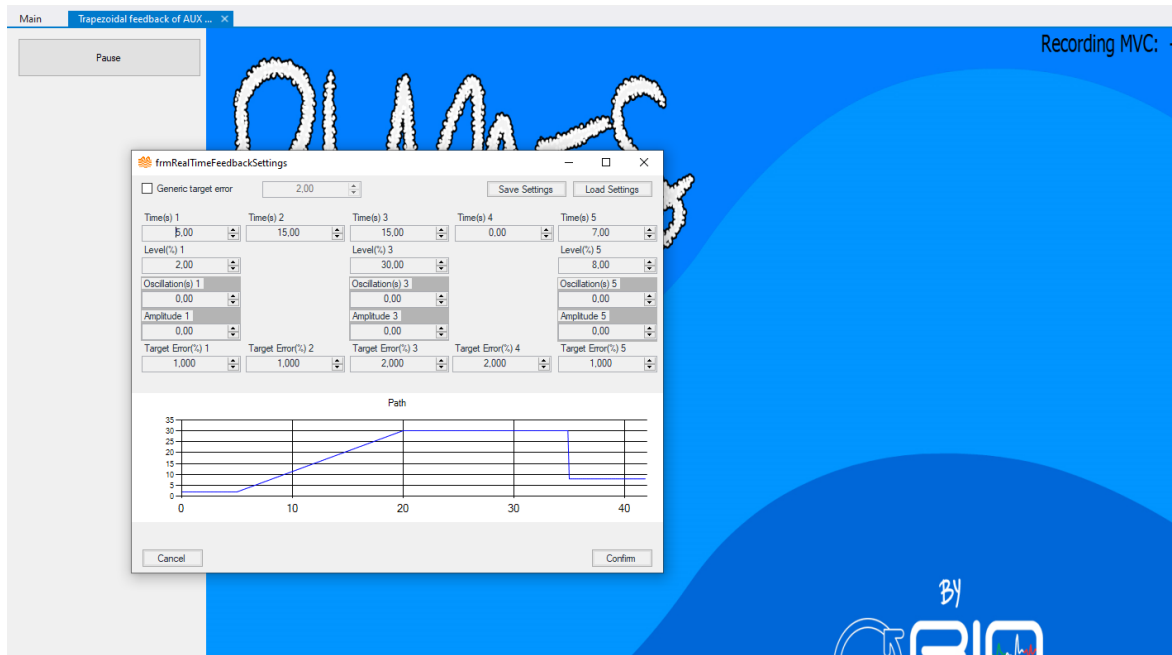 Main Trapezoidal feedback of AUX ... ×
Pause
Recording MVC:
frmRealTimeFeedbackSettings
Generic target error 2,00 Save Settings Load Settings
Time(s) 1 Time(s) 2 Time(s) 3 Time(s) 4 Time(s) 5
5,00 15,00 15,00 0,00 7,00
Level(%) 1 Level(%) 3 Level(%) 5
2,00 30,00 8,00
Oscillation(s) 1 Oscillation(s) 3 Oscillation(s) 5
0,00 0,00 0,00
Amplitude 1 Amplitude 3 Amplitude 5
0,00 0,00 0,00
Target Error(%) 1 Target Error(%) 2 Target Error(%) 3 Target Error(%) 4 Target Error(%) 5
1,000 1,000 2,000 2,000 1,000
Path
35
30
25
20
15
10
5
0
0 10 20 30 40
Cancel Confirm
BY